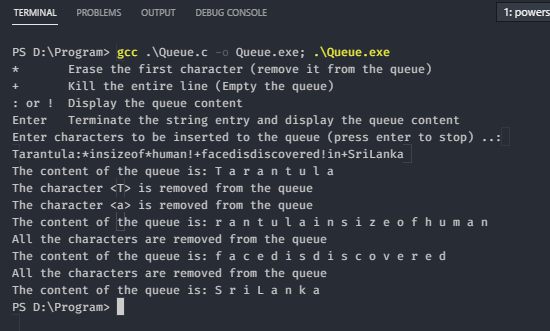 TERMINAL PROBLEMS OUTPUT DEBUG CONSOLE 1: powers
PS D:\Program> gcc .\Queue.c -o Queue.exe; .\Queue.exe
* Erase the first character (remove it from the queue)
+ Kill the entire line (Empty the queue)
: or ! Display the queue content
Enter Terminate the string entry and display the queue content
Enter characters to be inserted to the queue (press enter to stop) ..:
Tarantula:*insizeof*human!+facedisdiscovered!in+SriLanka
The content of the queue is: T a r a n t u l a
The character <T> is removed from the queue
The character <a> is removed from the queue
The content of the queue is: r a n t u l a i n s i z e o f h u m a n
All the characters are removed from the queue
The content of the queue is: f a c e d i s d i s c o v e r e d
All the characters are removed from the queue
The content of the queue is: S r i L a n k a
PS D:\Program>